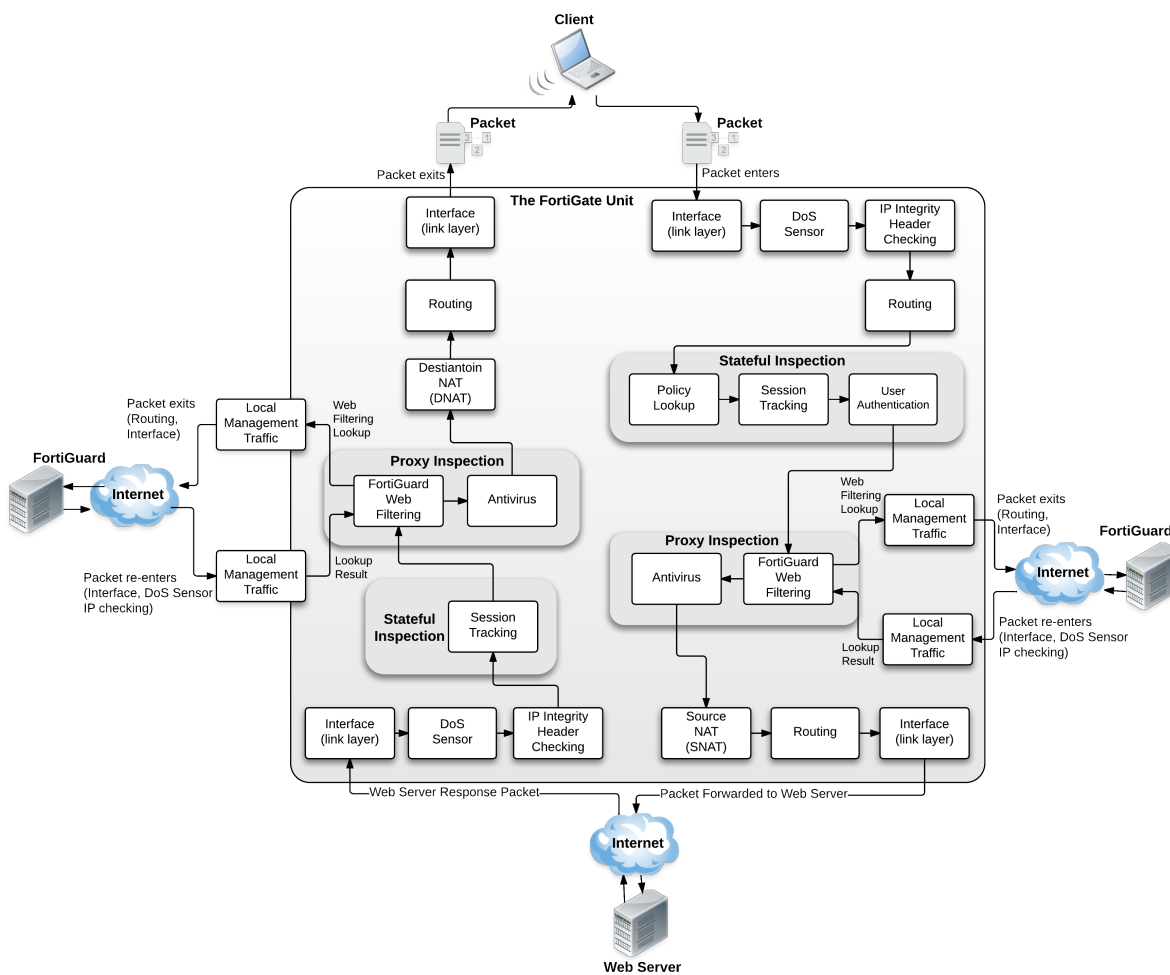 Client
Packet
3
1
2
Packet
3
1
2
Packet exits
Packet enters
The FortiGate Unit
Interface
(link layer)
Interface
(link layer)
DoS
Sensor
IP Integrity
Header
Checking
Routing
Routing
Stateful Inspection
Policy
Lookup
Session
Tracking
User
Authentication
Destiantoin
NAT
(DNAT)
Packet exits
(Routing,
Interface)
Local
Management
Traffic
Web
Filtering
Lookup
Proxy Inspection
FortiGuard
Web
Filtering
Antivirus
FortiGuard
Internet
Packet re-enters
(Interface, DoS Sensor
IP checking)
Local
Management
Traffic
Lookup
Result
Web
Filtering
Lookup
Local
Management
Traffic
Packet exits
(Routing,
Interface)
FortiGuard
Internet
Proxy Inspection
Antivirus
FortiGuard
Web
Filtering
Lookup
Result
Local
Management
Traffic
Packet re-enters
(Interface, DoS Sensor
IP checking)
Stateful
Inspection
Session
Tracking
Interface
(link layer)
DoS
Sensor
IP Integrity
Header
Checking
Source
NAT
(SNAT)
Routing
Interface
(link layer)
Web Server Response Packet
Packet Forwarded to Web Server
Internet
Web Server